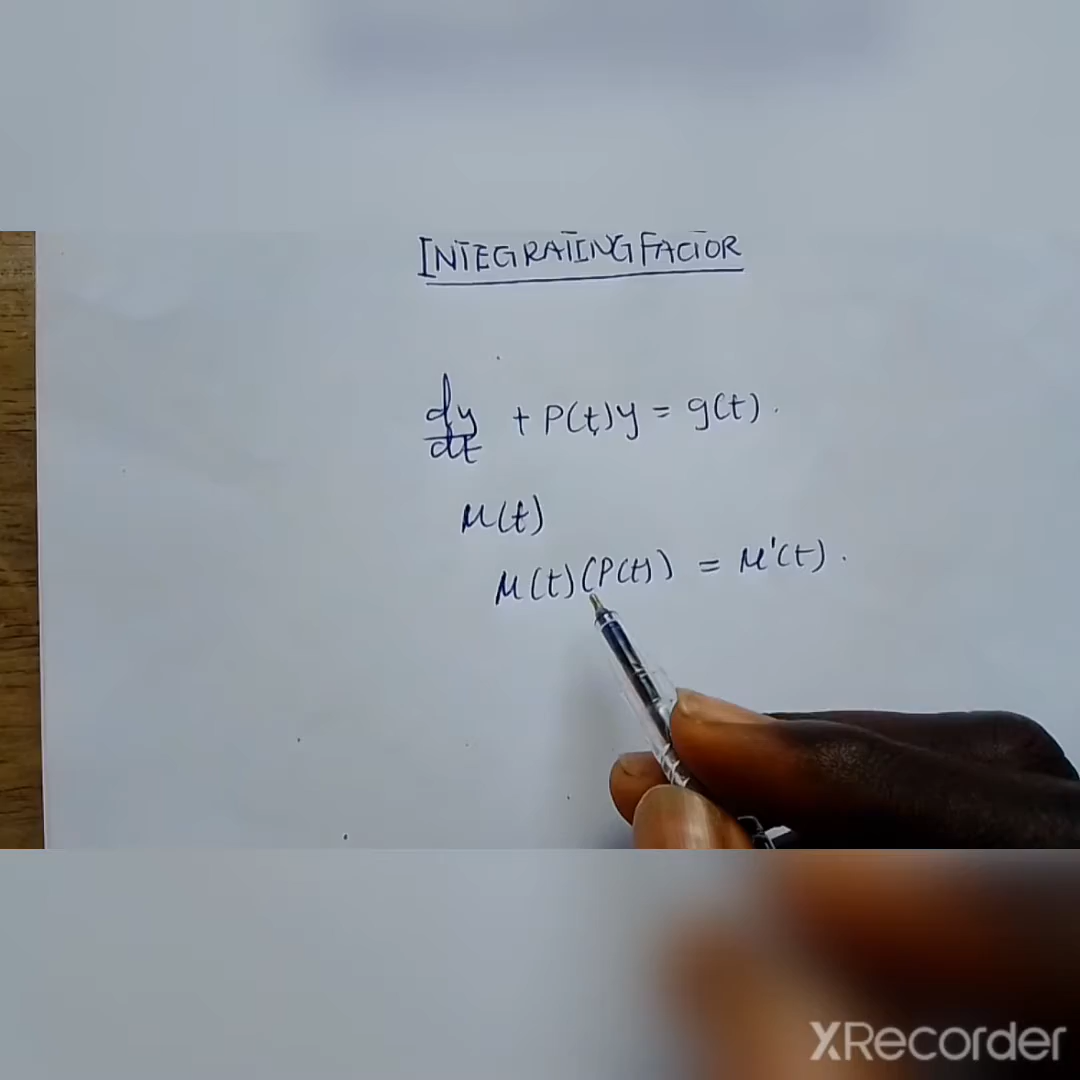 INTEGRATING FACTOR
dy/dt + P(t)y = g(t).
μ(t)
μ(t)(P(t)) = μ'(t).
XRecorder